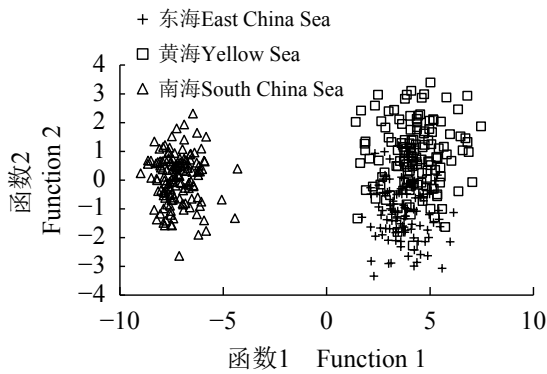 + 东海East China Sea
□ 黄海Yellow Sea
△ 南海South China Sea
4
3
2
1
0
−1
−2
−3
−4
函数2
Function 2
−10
−5
0
5
10
函数1 Function 1